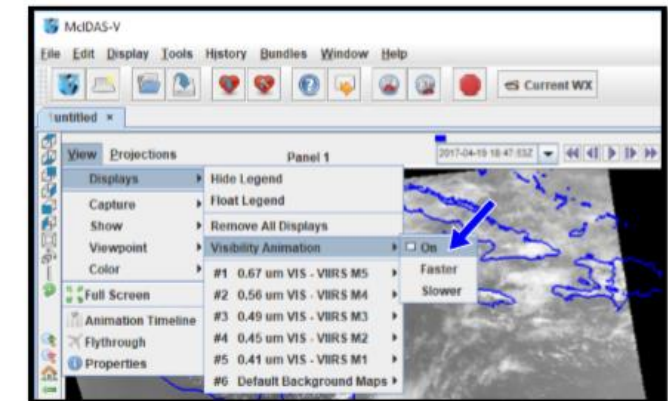 McIDAS-V
File Edit Display Tools History Bundles Window Help
Current WX
untitled
View Projections
Panel 1
2017-04-19 18:47:53Z
Displays
Capture
Show
Viewpoint
Color
Full Screen
Animation Timeline
Flythrough
Properties
Hide Legend
Float Legend
Remove All Displays
Visibility Animation
#1 0.67 um VIS - VIIRS M5
#2 0.56 um VIS - VIIRS M4
#3 0.49 um VIS - VIIRS M3
#4 0.45 um VIS - VIIRS M2
#5 0.41 um VIS - VIIRS M1
#6 Default Background Maps
On
Faster
Slower